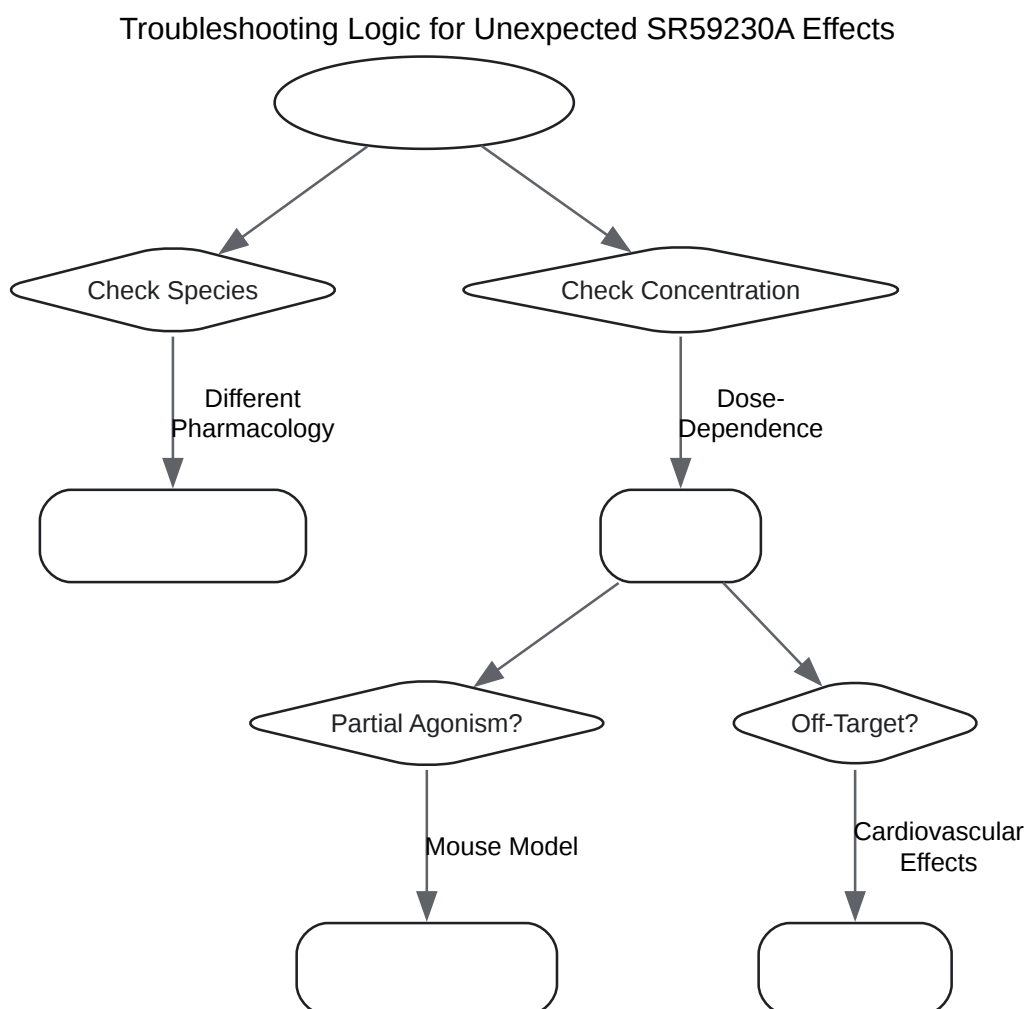 Troubleshooting Logic for Unexpected SR59230A Effects
Check Species
Check Concentration
Different
Pharmacology
Dose-
Dependence
Partial Agonism?
Off-Target?
Mouse Model
Cardiovascular
Effects